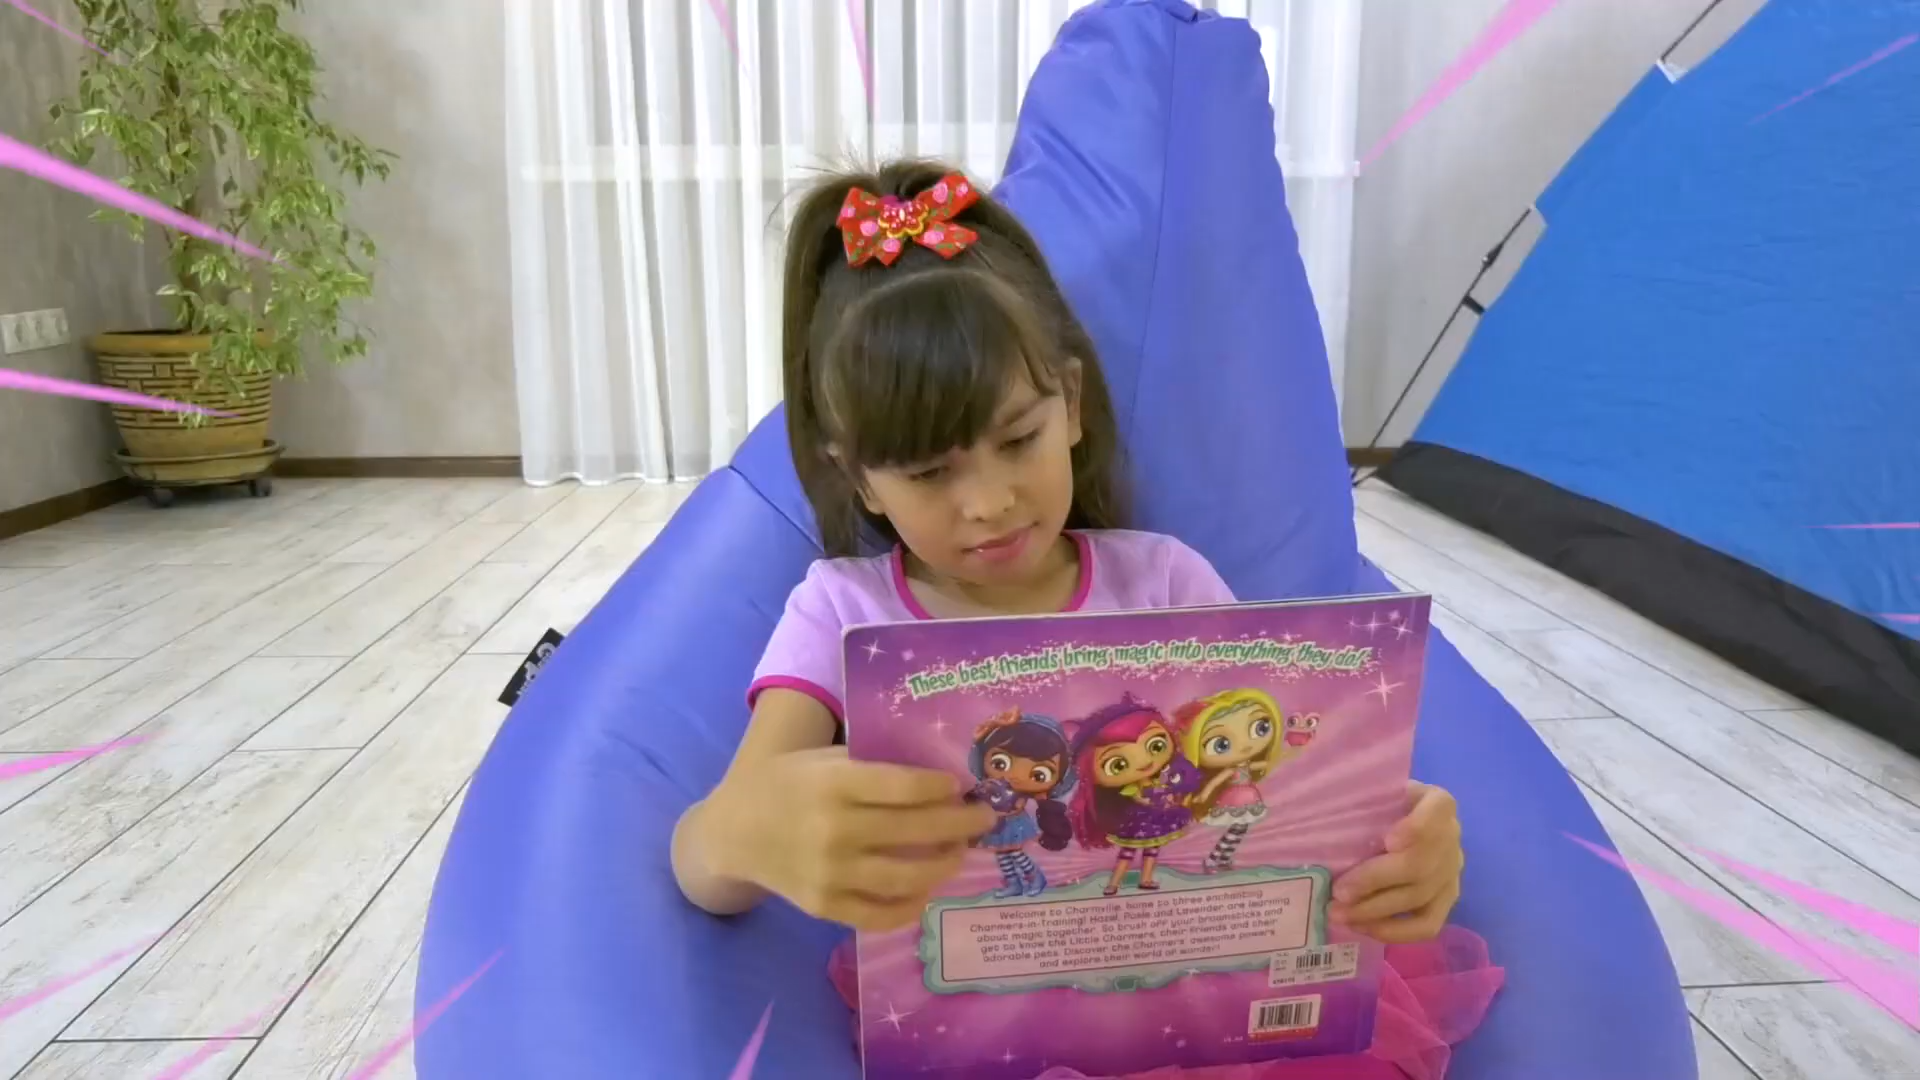 These best friends bring magic into everything they do!
Welcome to Charmville, home to three enchanting
Charmers-in-Training! Hazel, Posie and Lavender are learning
about magic together. So brush off your broomsticks and
get to know the Little Charmers, their friends and their
adorable pets. Discover the Charmers' awesome powers
and explore their world of wonder!